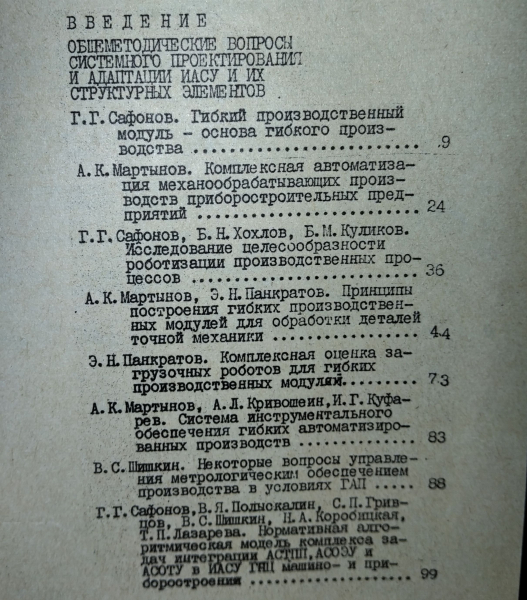 ВВЕДЕНИЕ
ОБЩЕМЕТОДИЧЕСКИЕ ВОПРОСЫ
СИСТЕМНОГО ПРОЕКТИРОВАНИЯ
И АДАПТАЦИИ ИАСУ И ИХ
СТРУКТУРНЫХ ЭЛЕМЕНТОВ
Г.Г.Сафонов. Гибкий производственный
модуль – основа гибкого произ-
водства .......................... 9
А.К.Мартынов. Комплексная автоматиза-
ция механообрабатывающих произ-
водств приборостроительных пред-
приятий .......................... 24
Г.Г.Сафонов, Б.Н.Хохлов, Б.М.Куликов.
Исследование целесообразности
роботизации производственных про-
цессов ........................... 36
А.К.Мартынов, Э.Н.Панкратов. Принципы
построения гибких производствен-
ных модулей для обработки деталей
точной механики .................. 44
Э.Н.Панкратов. Комплексная оценка за-
грузочных роботов для гибких
производственных модулей.......... 73
А.К.Мартынов, А.Л.Кривошеин,И.Г.Куфа-
рев. Система инструментального
обеспечения гибких автоматизиро-
ванных производств ............... 83
В.С.Шишкин. Некоторые вопросы управле-
ния метрологическим обеспечением
производства в условиях ГАП ..... 88
Г.Г.Сафонов,В.Я.Полыскалин, С.П.Грив-
цов, В.С.Шишкин, Н.А.Коробицкая,
Т.П.Лазарева. Нормативная алго-
ритмическая модель комплекса за-
дач интеграции АСТПП,АСОЭУ и
АСОТУ в ИАСУ ГНЦ машино- и при-
боростроения ..................... 99